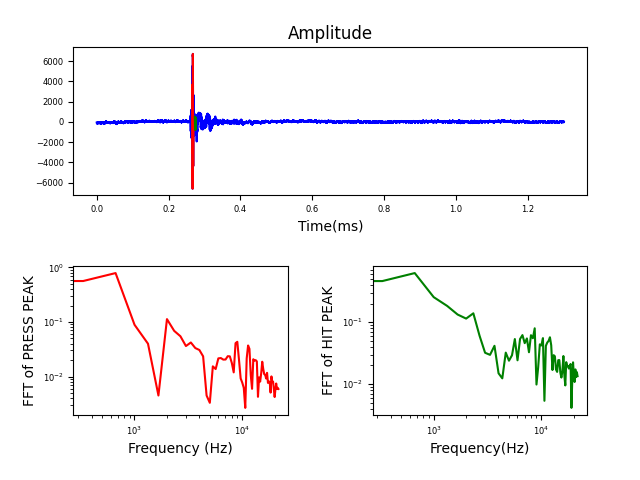 Amplitude
6000
4000
2000
0
−2000
−4000
−6000
0.0 0.2 0.4 0.6 0.8 1.0 1.2
Time(ms)
FFT of PRESS PEAK
10⁰
10⁻¹
10⁻²
10³ 10⁴
Frequency (Hz)
FFT of HIT PEAK
10⁻¹
10⁻²
10³ 10⁴
Frequency(Hz)